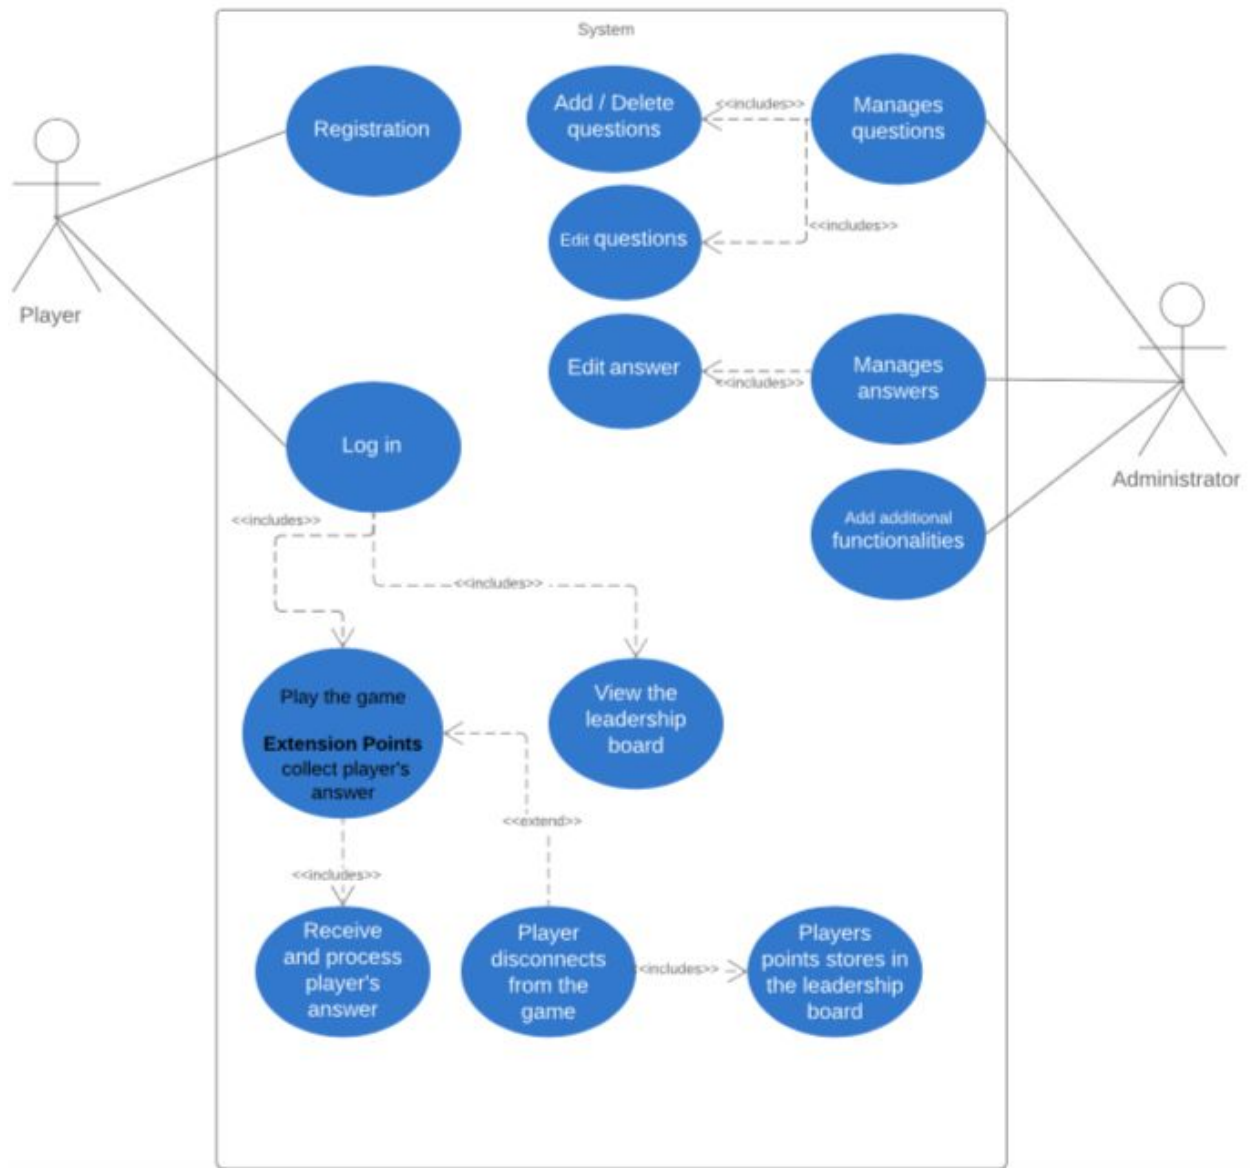 System
Registration
Add / Delete
questions
<<includes>>
Manages
questions
Edit questions
<<includes>>
Player
Edit answer
<<includes>>
Manages
answers
Log in
Administrator
Add additional
functionalities
<<includes>>
<<includes>>
Play the game
Extension Points
collect player's
answer
View the
leadership
board
<<extend>>
<<includes>>
Receive
and process
player's
answer
Player
disconnects
from the
game
<includes>>
Players
points stores in
the leadership
board